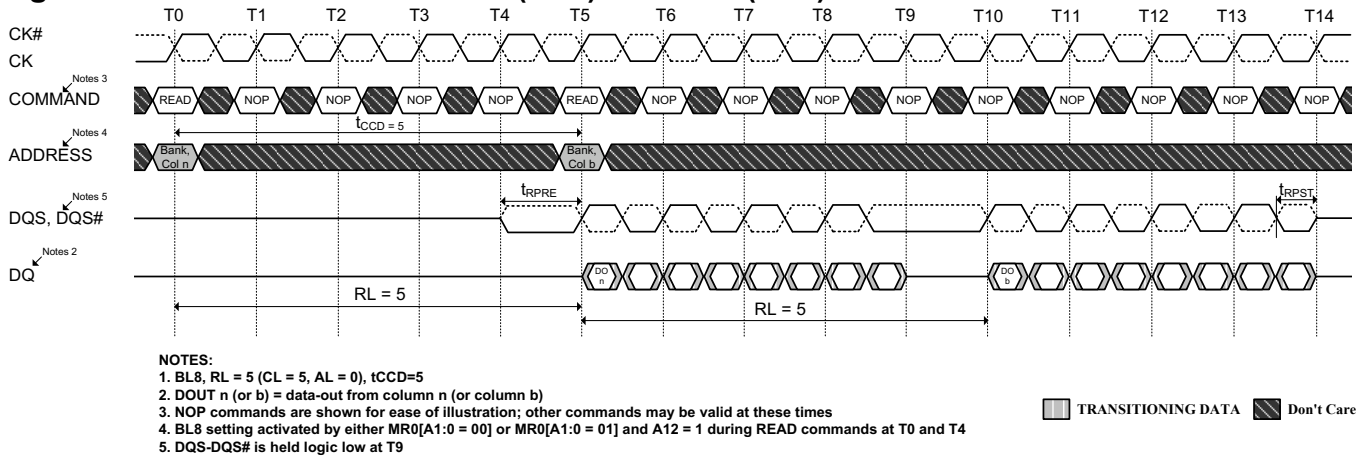 T0 T1 T2 T3 T4 T5 T6 T7 T8 T9 T10 T11 T12 T13 T14
CK#
CK
Notes 3
COMMAND READ NOP NOP NOP NOP READ NOP NOP NOP NOP NOP NOP NOP NOP NOP
tCCD = 5
Notes 4
ADDRESS Bank, Col n Bank, Col b
tRPRE tRPST
Notes 5
DQS, DQS#
Notes 2
DQ DO n DO b
RL = 5 RL = 5
NOTES:
1. BL8, RL = 5 (CL = 5, AL = 0), tCCD=5
2. DOUT n (or b) = data-out from column n (or column b)
3. NOP commands are shown for ease of illustration; other commands may be valid at these times
4. BL8 setting activated by either MR0[A1:0 = 00] or MR0[A1:0 = 01] and A12 = 1 during READ commands at T0 and T4
5. DQS-DQS# is held logic low at T9
TRANSITIONING DATA Don't Care